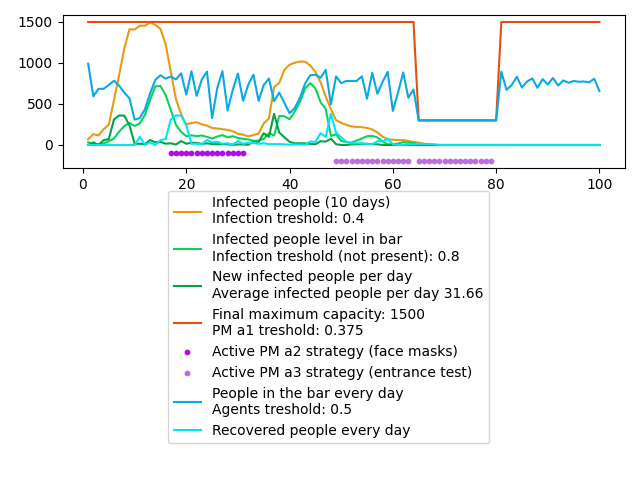 1500
1000
500
0
0
20
40
60
80
100
Infected people (10 days)
Infection treshold: 0.4
Infected people level in bar
Infection treshold (not present): 0.8
New infected people per day
Average infected people per day 31.66
Final maximum capacity: 1500
PM a1 treshold: 0.375
Active PM a2 strategy (face masks)
Active PM a3 strategy (entrance test)
People in the bar every day
Agents treshold: 0.5
Recovered people every day